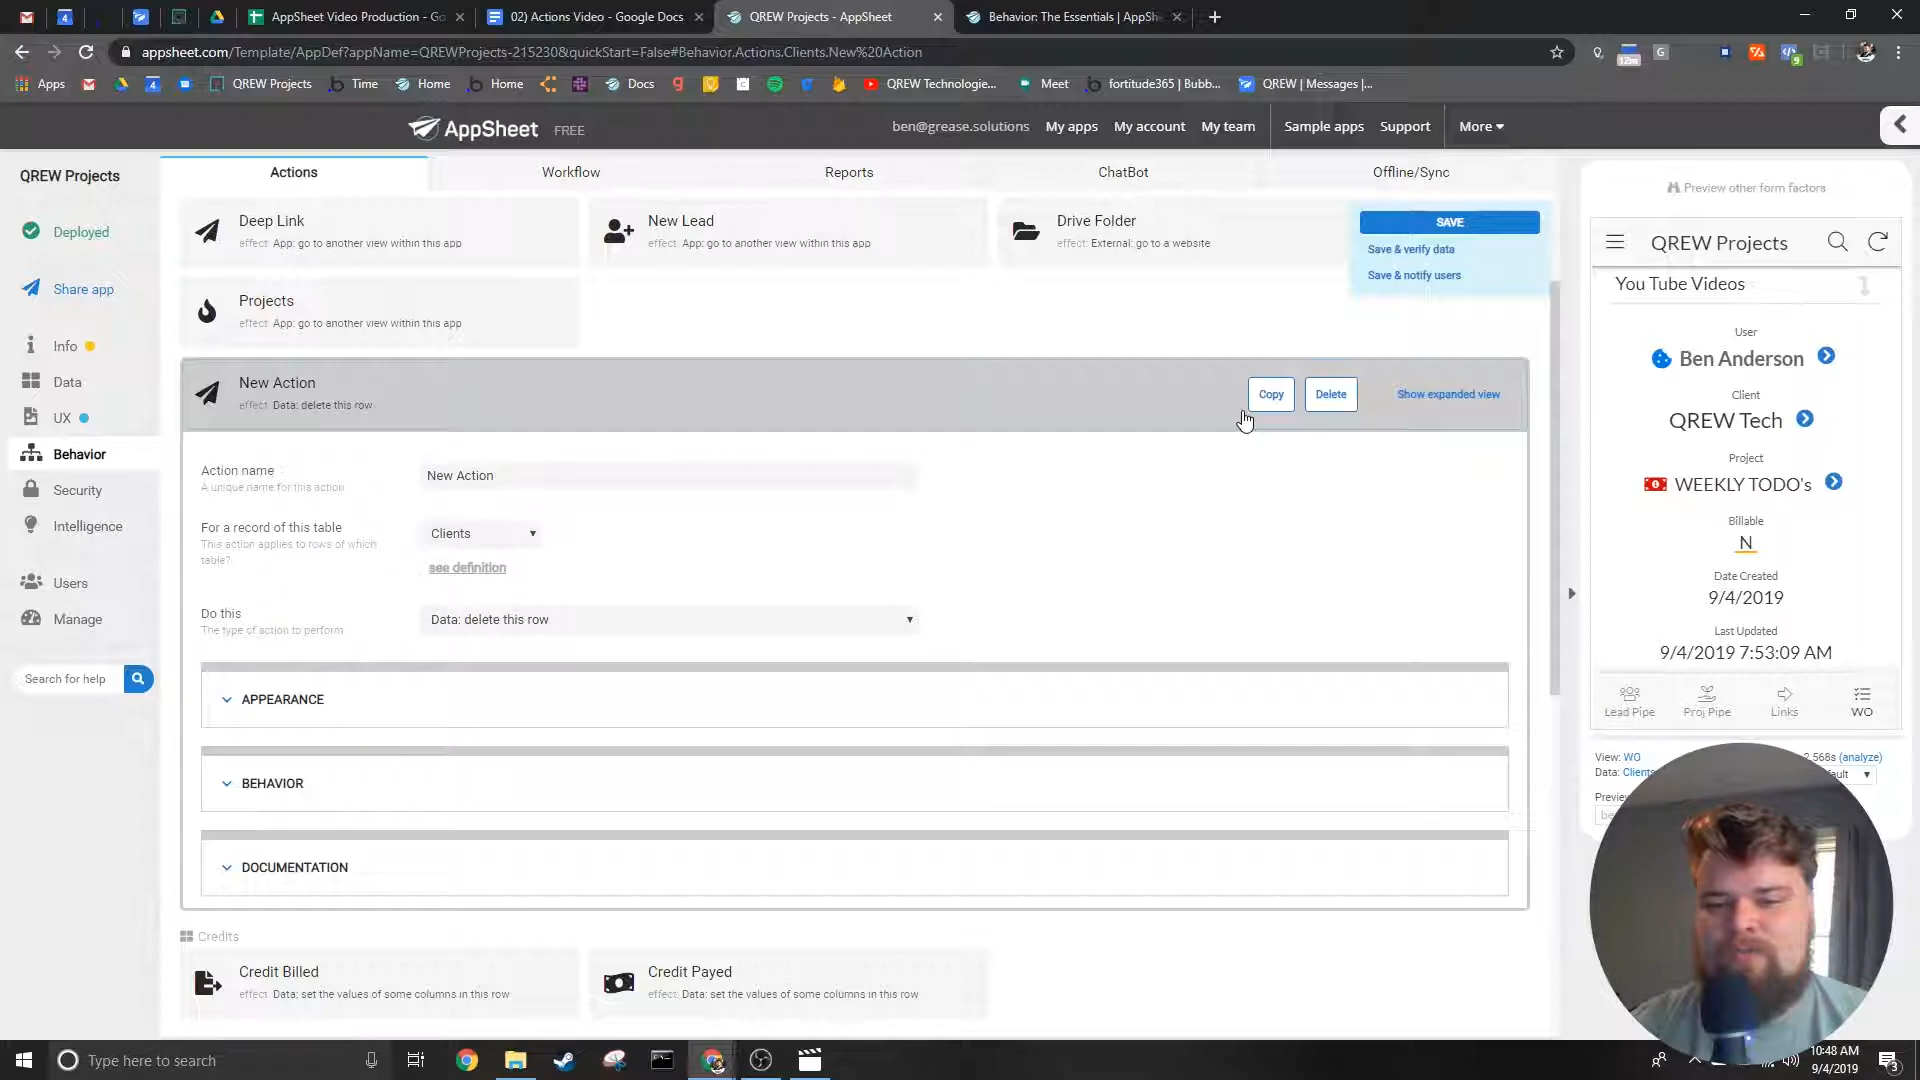 AppSheet Video Production - Go
02) Actions Video - Google Docs
QREW Projects - AppSheet
Behavior: The Essentials | AppSh
appsheet.com/Template/AppDef?appName=QREWProjects-215230&quickStart=False#Behavior.Actions.Clients.New%20Action
Apps
QREW Projects
Time
Home
Home
Docs
QREW Technologie...
Meet
fortitude365 | Bubb...
QREW | Messages |...
AppSheet FREE
ben@grease.solutions
My apps
My account
My team
Sample apps
Support
More
QREW Projects
Deployed
Share app
Info
Data
UX
Behavior
Security
Intelligence
Users
Manage
Search for help
Actions
Workflow
Reports
ChatBot
Offline/Sync
Deep Link
effect: App: go to another view within this app
New Lead
effect: App: go to another view within this app
Drive Folder
effect: External: go to a website
SAVE
Save & verify data
Save & notify users
Projects
effect: App: go to another view within this app
New Action
effect: Data: delete this row
Copy
Delete
Show expanded view
Action name
A unique name for this action
New Action
For a record of this table
This action applies to rows of which
table?
Clients
see definition
Do this
The type of action to perform
Data: delete this row
APPEARANCE
BEHAVIOR
DOCUMENTATION
Credits
Credit Billed
effect: Data: set the values of some columns in this row
Credit Payed
effect: Data: set the values of some columns in this row
Preview other form factors
QREW Projects
You Tube Videos
User
Ben Anderson
Client
QREW Tech
Project
WEEKLY TODO's
Billable
N
Date Created
9/4/2019
Last Updated
9/4/2019 7:53:09 AM
Lead Pipe
Proj Pipe
Links
WO
View: WO
2.568s (analyze)
Data: Clients
Type here to search
10:48 AM
9/4/2019
3